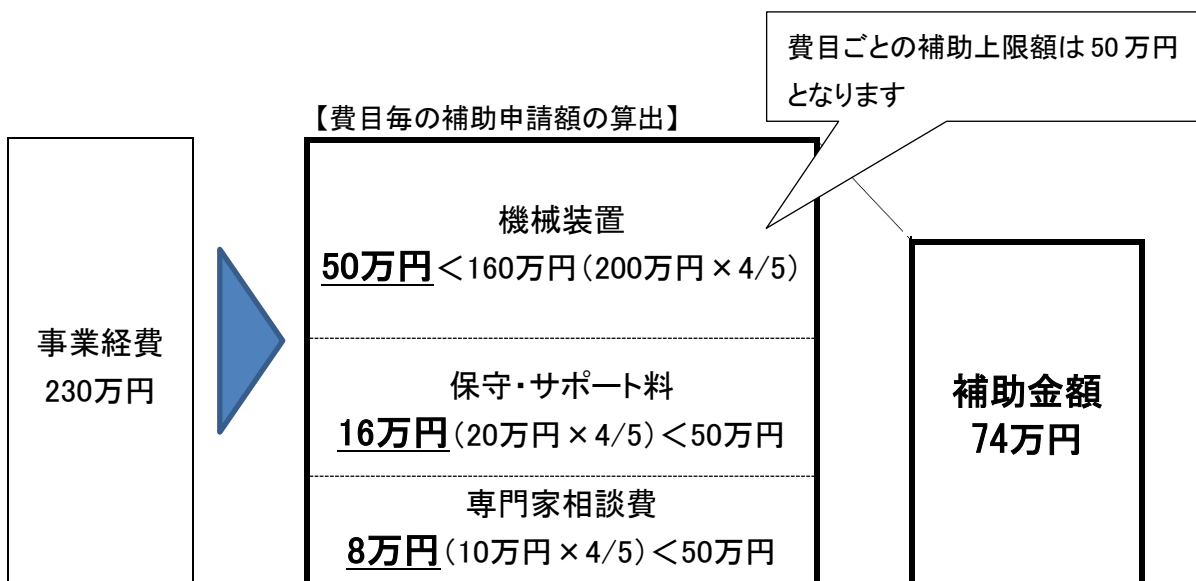 費目ごとの補助上限額は 50 万円
となります
【費目毎の補助申請額の算出】
事業経費
230万円
機械装置
50万円＜160万円（200万円×4/5）
保守・サポート料
16万円（20万円×4/5）＜50万円
専門家相談費
8万円（10万円×4/5）＜50万円
補助金額
74万円